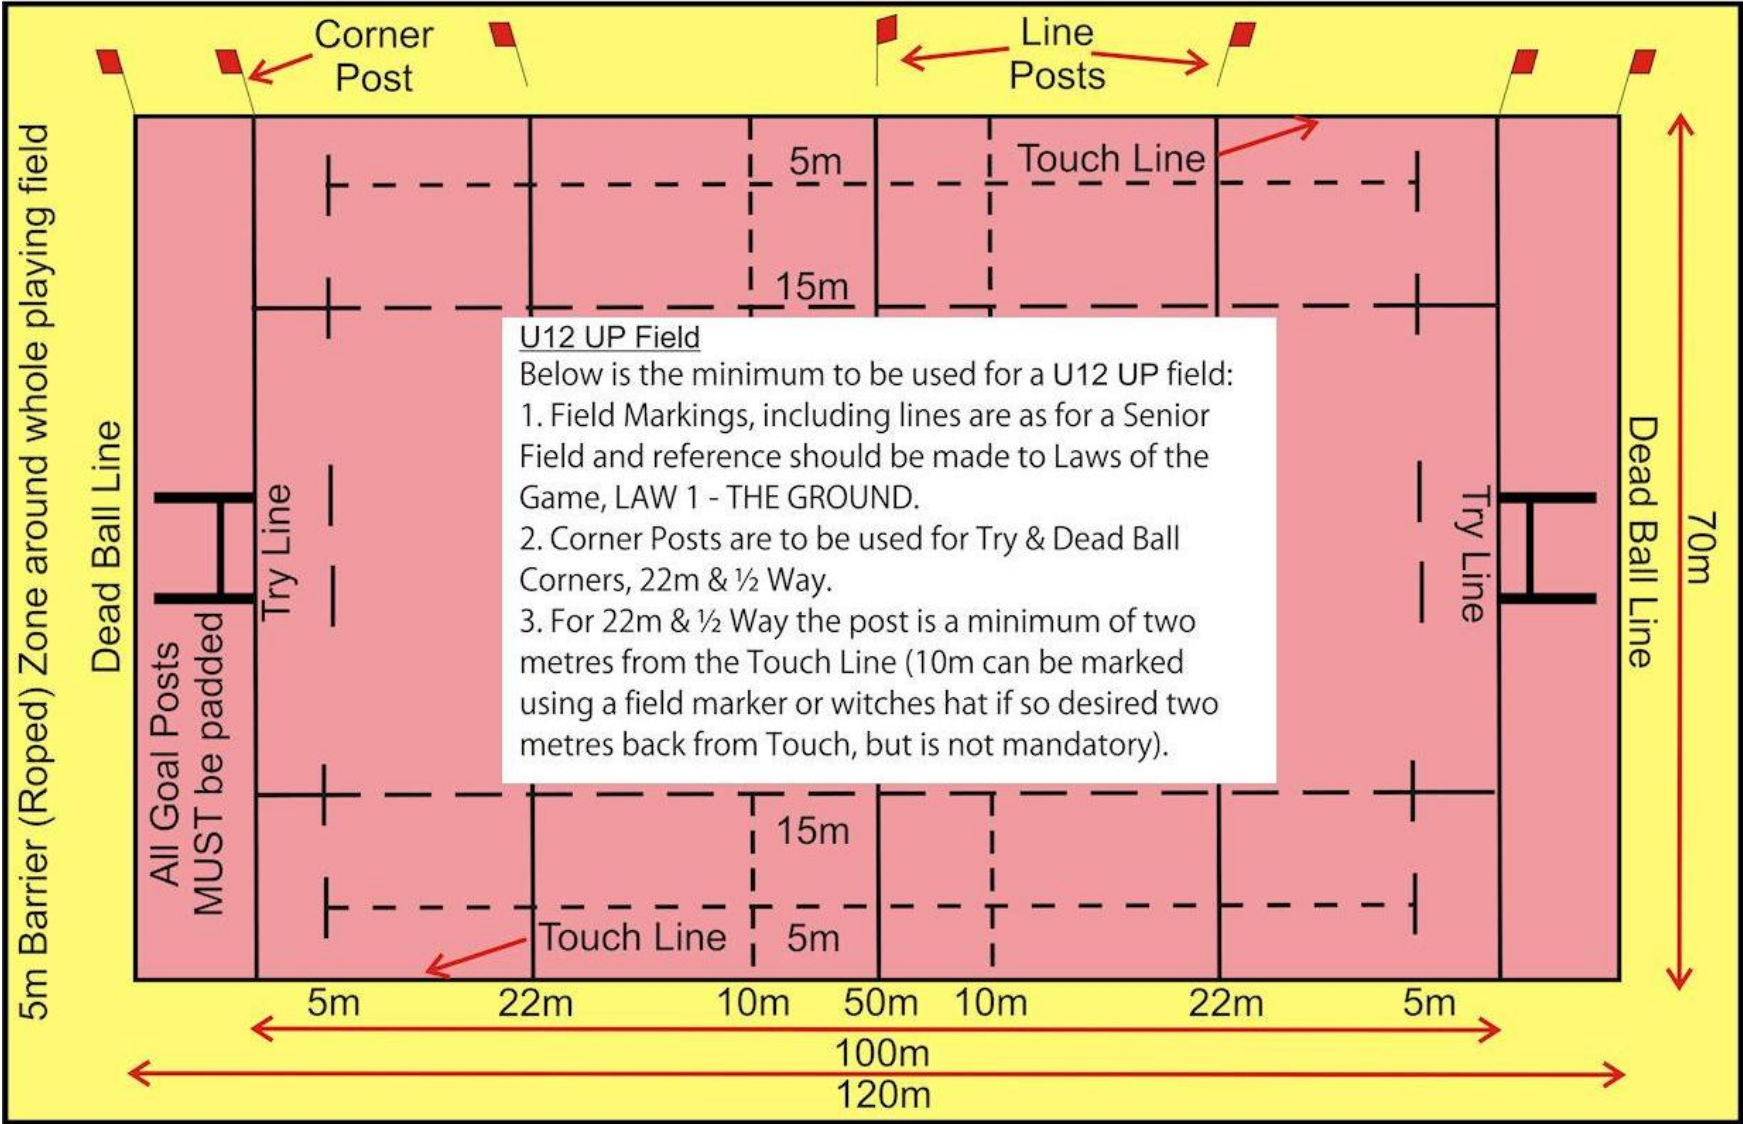 Corner
Post
Line
Posts
5m Barrier (Roped) Zone around whole playing field
Dead Ball Line
Try Line
All Goal Posts
MUST be padded
5m
Touch Line
15m
U12 UP Field
Below is the minimum to be used for a U12 UP field:
1. Field Markings, including lines are as for a Senior
Field and reference should be made to Laws of the
Game, LAW 1 - THE GROUND.
2. Corner Posts are to be used for Try & Dead Ball
Corners, 22m & ½ Way.
3. For 22m & ½ Way the post is a minimum of two
metres from the Touch Line (10m can be marked
using a field marker or witches hat if so desired two
metres back from Touch, but is not mandatory).
Try Line
Dead Ball Line
70m
15m
Touch Line
5m
5m
22m
10m
50m
10m
22m
5m
100m
120m